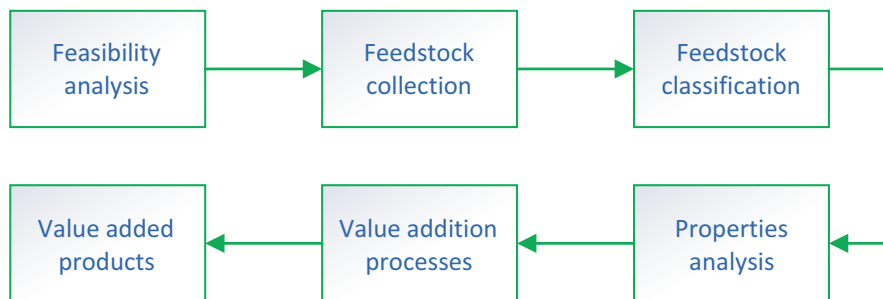 Feasibility
analysis
Feedstock
collection
Feedstock
classification
Value added
products
Value addition
processes
Properties
analysis